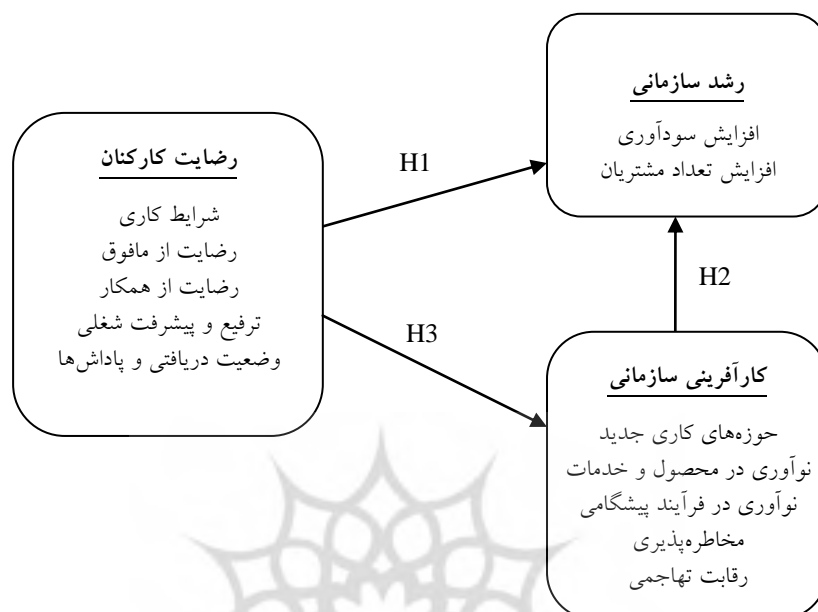 رشد سازمانی
افزایش سودآوری
افزایش تعداد مشتریان
رضایت کارکنان
شرایط کاری
رضایت از مافوق
رضایت از همکار
ترفیع و پیشرفت شغلی
وضعیت دریافتی و پاداش‌ها
H1
H2
H3
کارآفرینی سازمانی
حوزه‌های کاری جدید
نوآوری در محصول و خدمات
نوآوری در فرآیند پیشگامی
مخاطره‌پذیری
رقابت تهاجمی